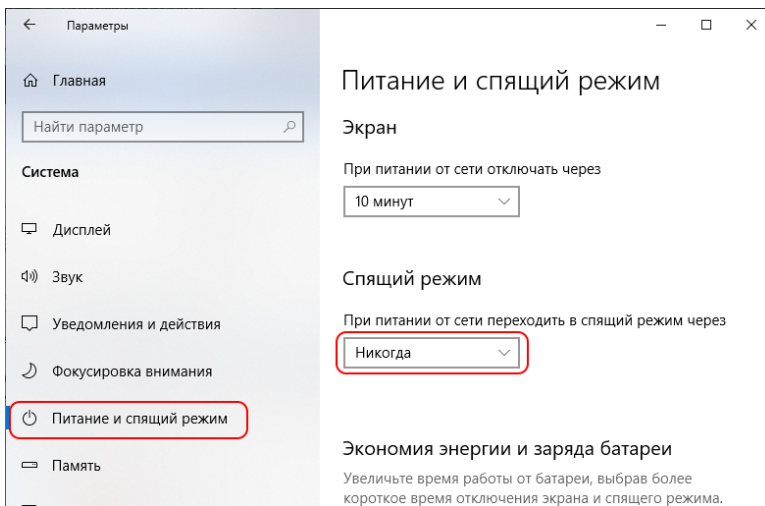 Параметры
Главная
Найти параметр
Система
Дисплей
Звук
Уведомления и действия
Фокусировка внимания
Питание и спящий режим
Память
Питание и спящий режим
Экран
При питании от сети отключать через
10 минут
Спящий режим
При питании от сети переходить в спящий режим через
Никогда
Экономия энергии и заряда батареи
Увеличьте время работы от батареи, выбрав более
короткое время отключения экрана и спящего режима.